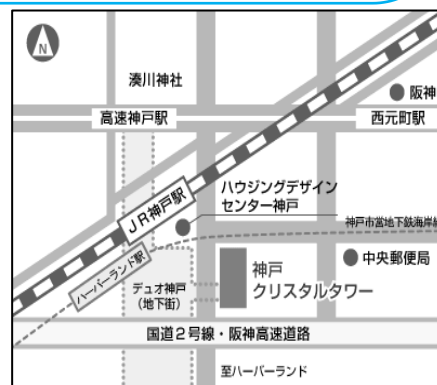 N
湊川神社
阪神
高速神戸駅
西元町駅
JR神戸駅
ハウジングデザイン
センター神戸
神戸市営地下鉄海岸線
ハーバーランド駅
中央郵便局
デュオ神戸
(地下街)
神戸
クリスタルタワー
国道2号線・阪神高速道路
至ハーバーランド